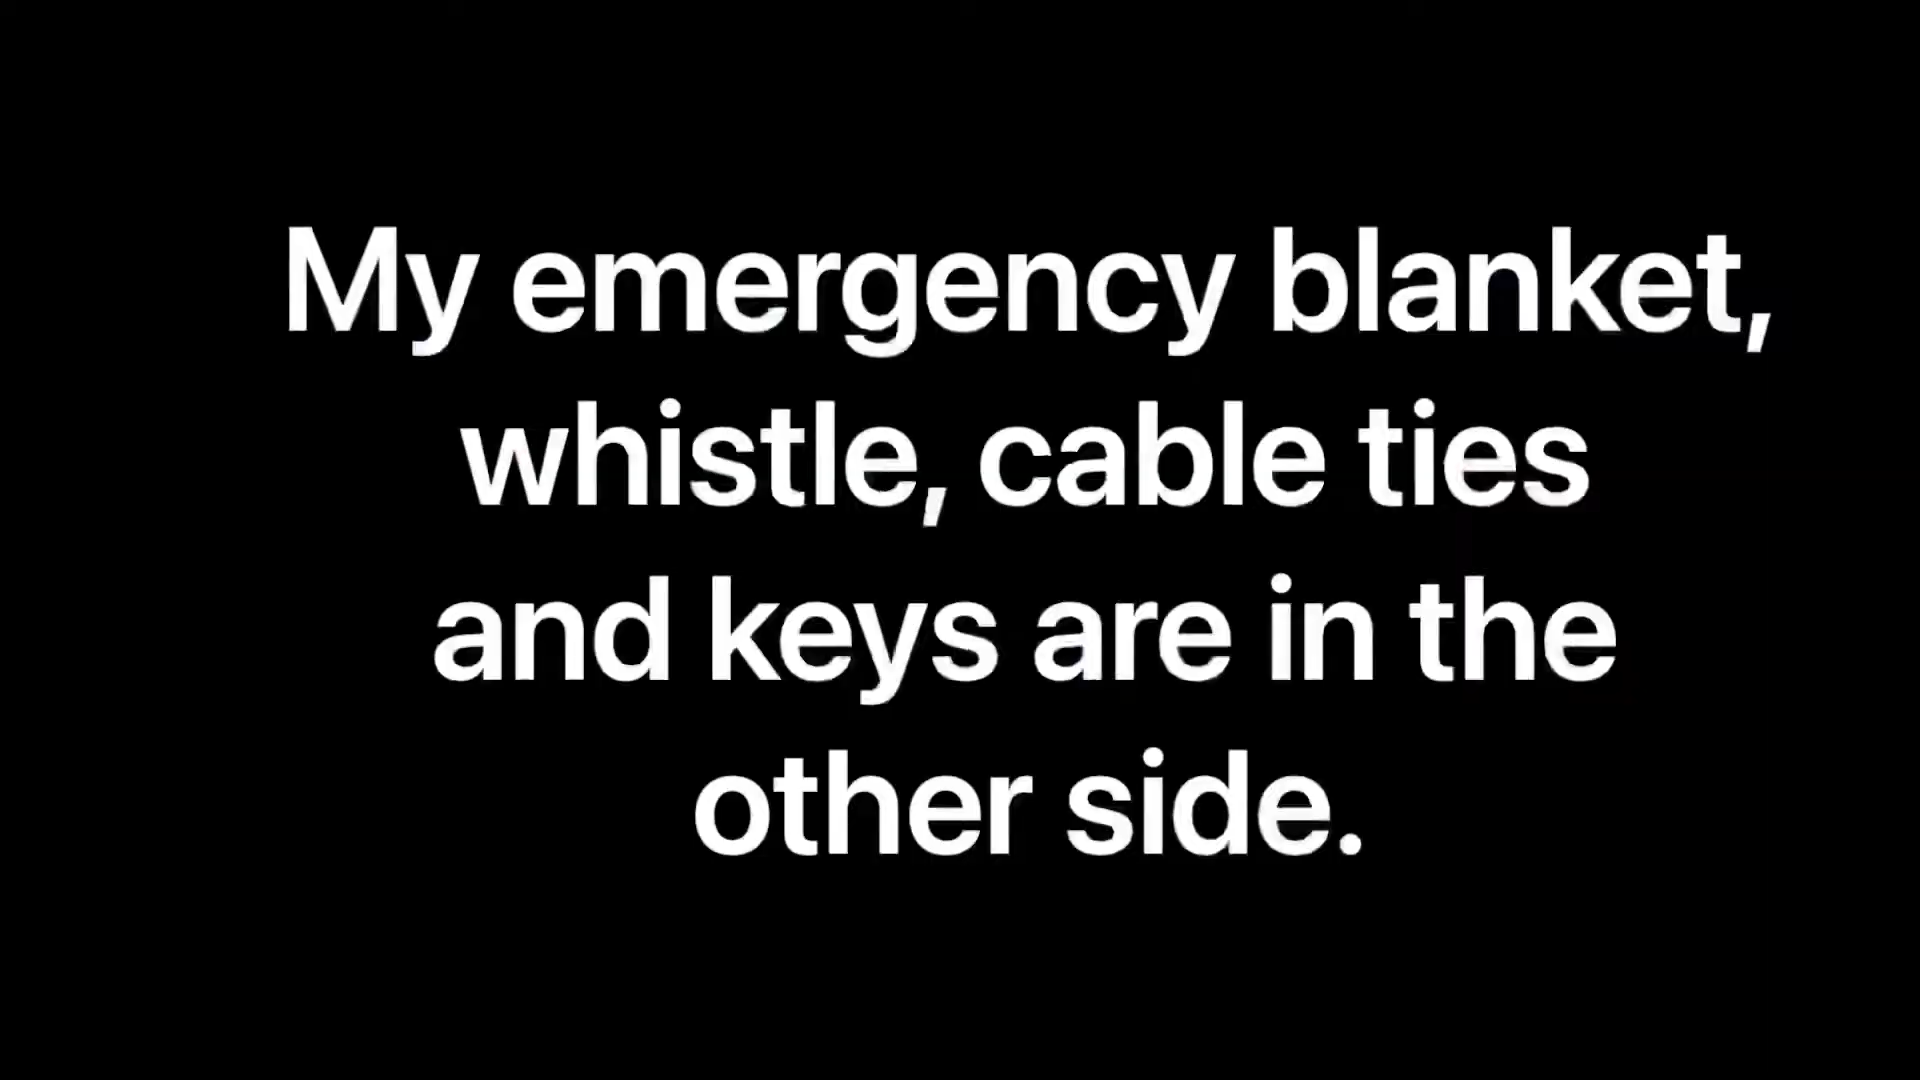 My emergency blanket,
whistle, cable ties
and keys are in the
other side.